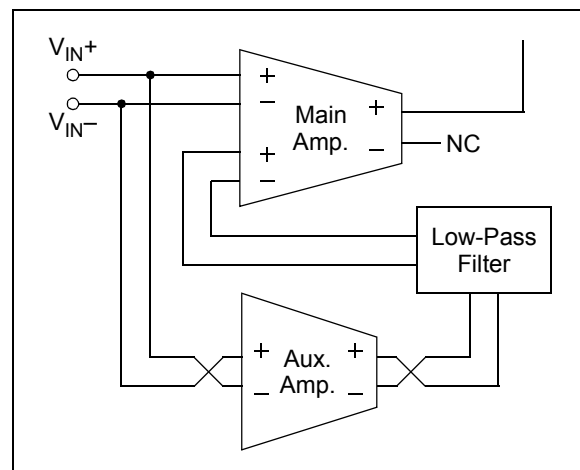 VIN+
VIN–
+
–
+
–
Main
Amp.
+
–
NC
Low-Pass
Filter
+
–
Aux.
Amp.
+
–